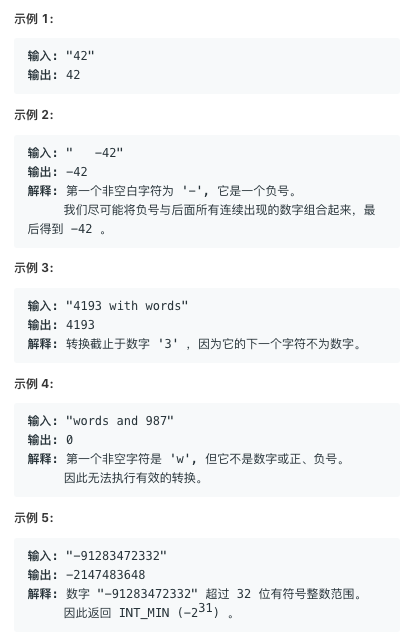 示例 1:
输入: "42"
输出: 42
示例 2:
输入: "   -42"
输出: -42
解释: 第一个非空白字符为 '-', 它是一个负号。
我们尽可能将负号与后面所有连续出现的数字组合起来，最
后得到 -42 。
示例 3:
输入: "4193 with words"
输出: 4193
解释: 转换截止于数字 '3' ，因为它的下一个字符不为数字。
示例 4:
输入: "words and 987"
输出: 0
解释: 第一个非空字符是 'w', 但它不是数字或正、负号。
因此无法执行有效的转换。
示例 5:
输入: "-91283472332"
输出: -2147483648
解释: 数字 "-91283472332" 超过 32 位有符号整数范围。
因此返回 INT_MIN (−2³¹) 。